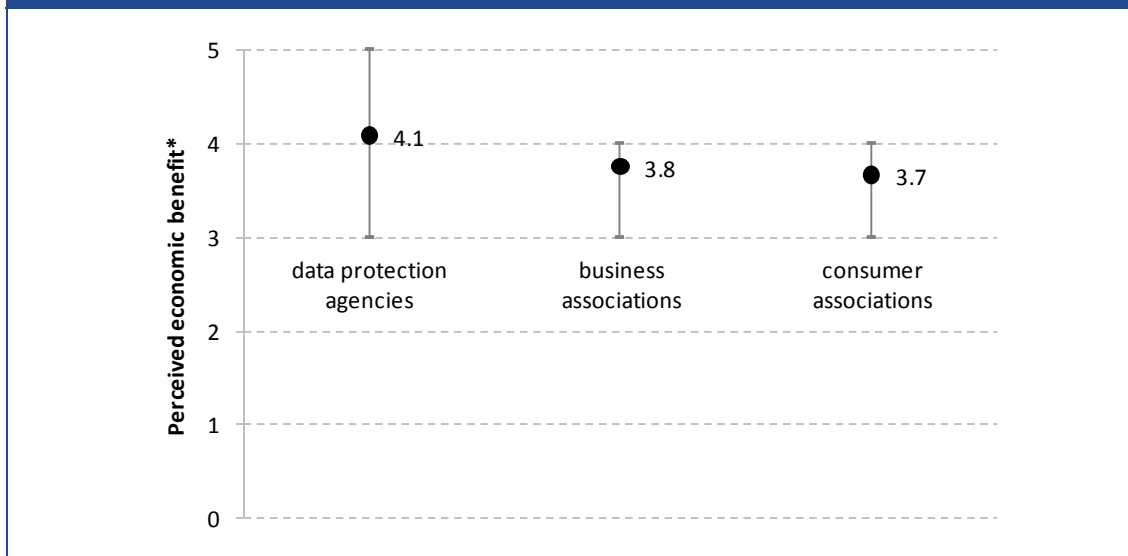 5
4
3
2
1
0
Perceived economic benefit*
4.1
3.8
3.7
data protection
agencies
business
associations
consumer
associations